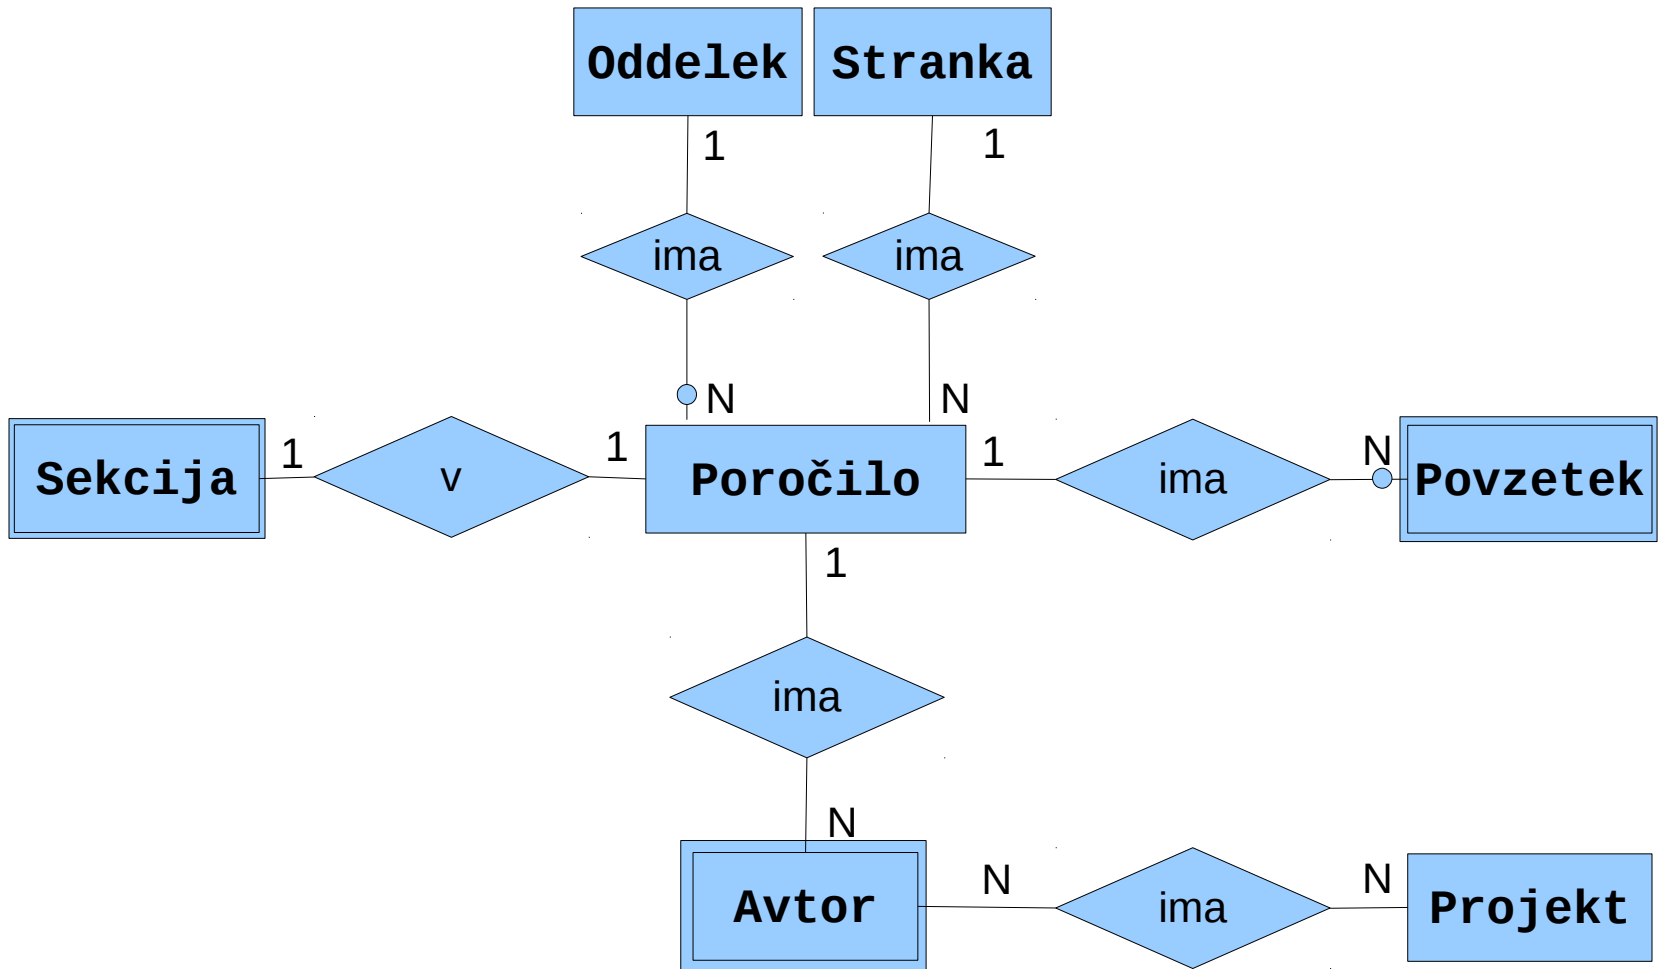 Oddelek
Stranka
1
1
ima
ima
N
N
Sekcija
1
v
1
Poročilo
1
ima
N
Povzetek
1
ima
N
Avtor
N
ima
N
Projekt